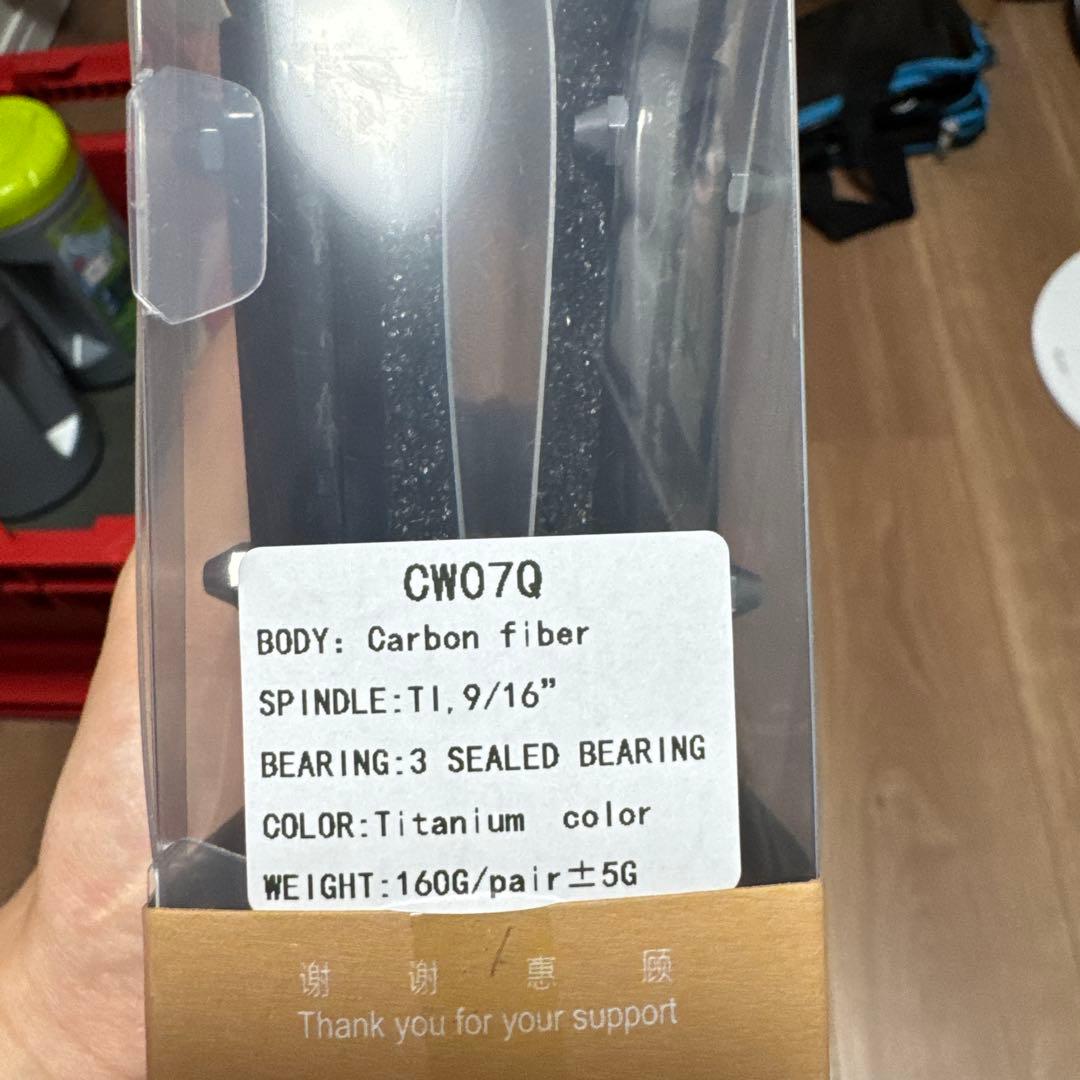 CW07Q
BODY: Carbon fiber
SPINDLE:TI,9/16”
BEARING:3 SEALED BEARING
COLOR:Titanium color
WEIGHT:160G/pair±5G
谢 谢 惠 顾
Thank you for your support